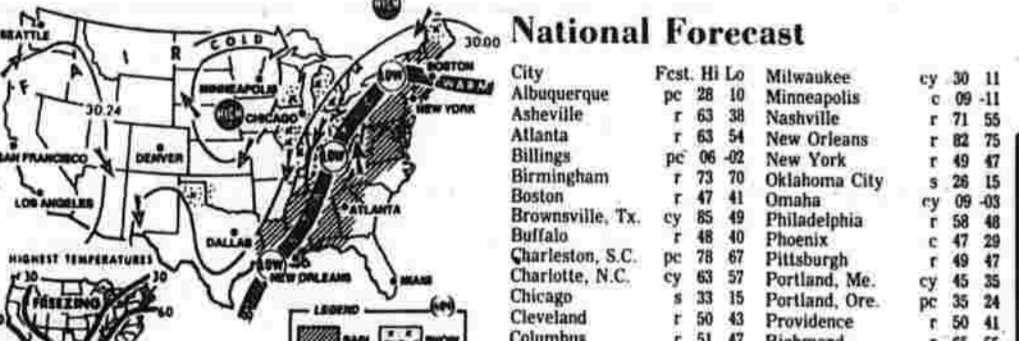 SEATTLE
COLD
30.00
FAIR
30.24
MINNEAPOLIS
CHICAGO
LOW
BOSTON
WARM
NEW YORK
SAN FRANCISCO
DENVER
LOW
LOS ANGELES
ATLANTA
DALLAS
LOW
NEW ORLEANS
MIAMI
HIGHEST TEMPERATURES
30
30
60
FREEZING
LEGEND
RAIN
SNOW
National Forecast
City Fcst. Hi Lo
Albuquerque pc 28 10
Asheville r 63 38
Atlanta r 63 54
Billings pc 06 -02
Birmingham r 73 70
Boston r 47 41
Brownsville, Tx. cy 85 49
Buffalo r 48 40
Charleston, S.C. pc 78 67
Charlotte, N.C. cy 63 57
Chicago s 33 15
Cleveland r 50 43
Columbus r 51 47
Milwaukee cy 30 11
Minneapolis c 09 -11
Nashville r 71 55
New Orleans r 82 75
New York r 49 47
Oklahoma City s 26 15
Omaha cy 09 -03
Philadelphia r 58 48
Phoenix c 47 29
Pittsburgh r 49 47
Portland, Me. cy 45 35
Portland, Ore. pc 35 24
Providence r 50 41
Richmond r 65